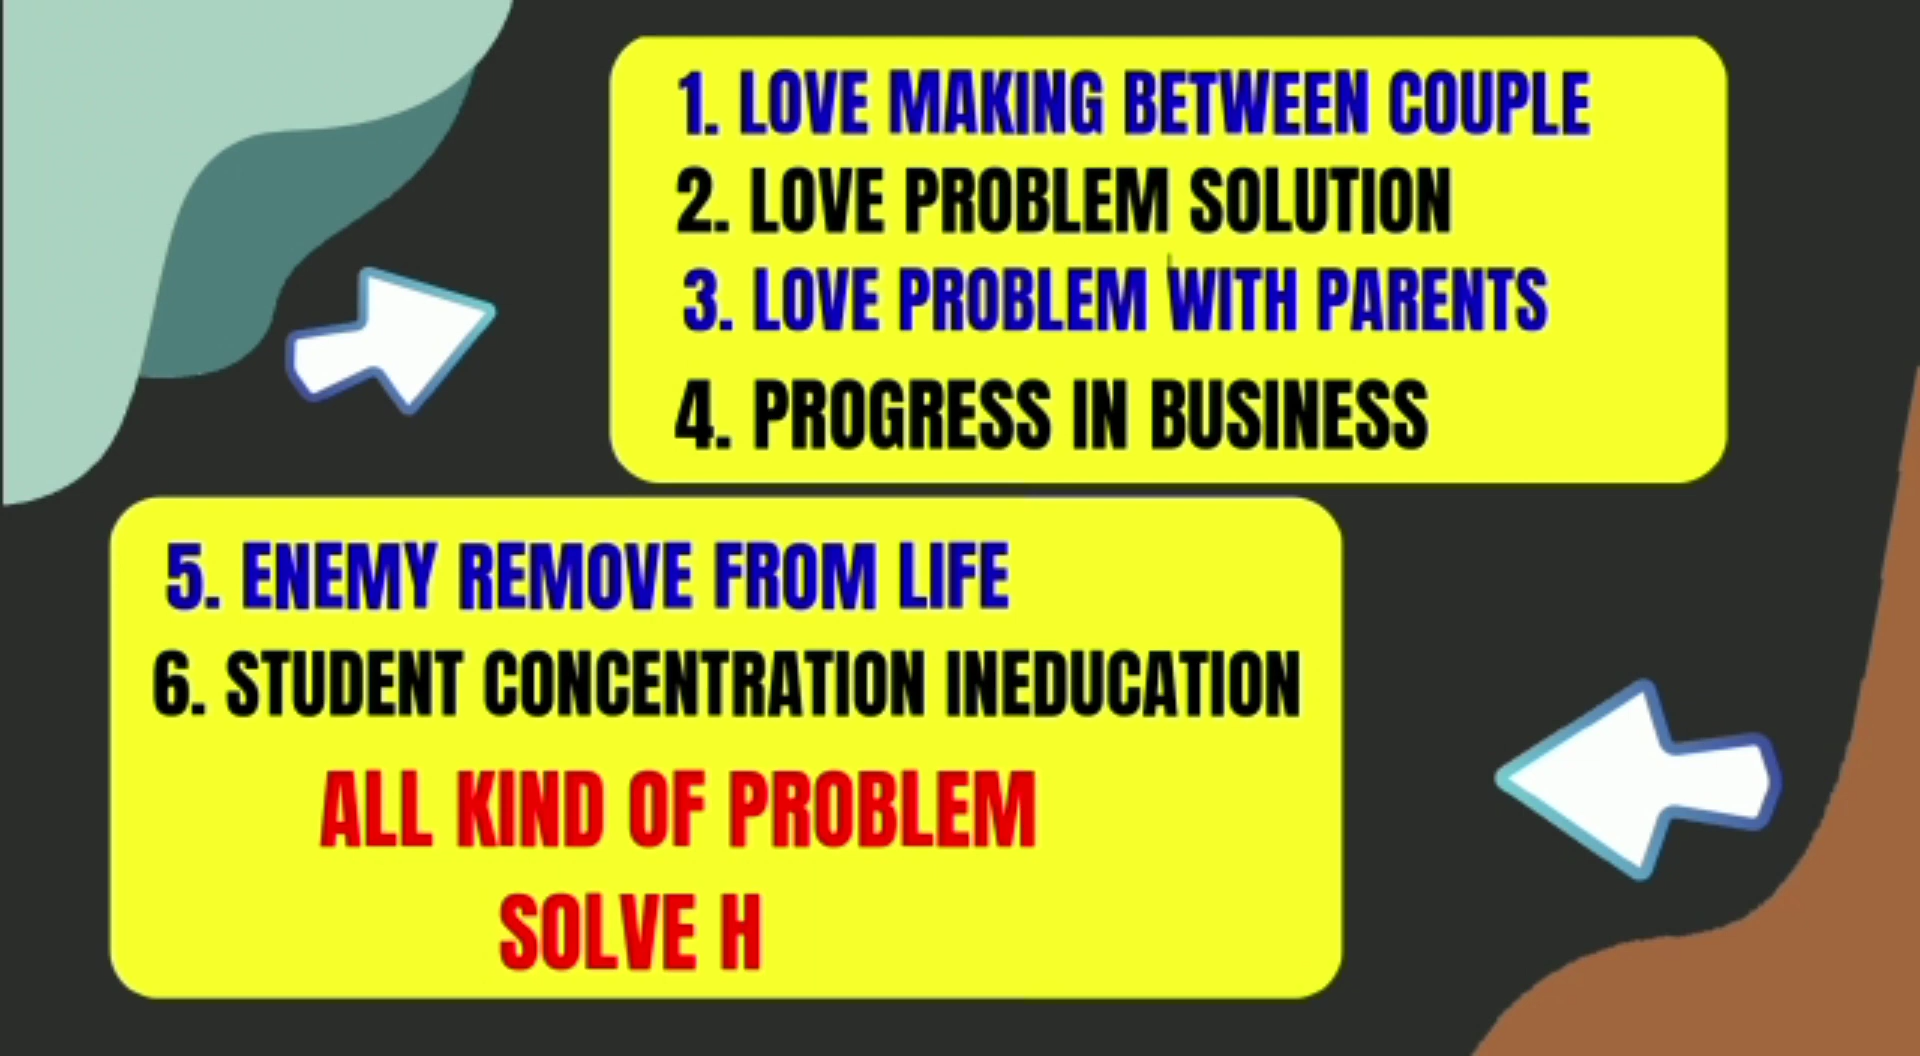 1. LOVE MAKING BETWEEN COUPLE
2. LOVE PROBLEM SOLUTION
3. LOVE PROBLEM WITH PARENTS
4. PROGRESS IN BUSINESS
5. ENEMY REMOVE FROM LIFE
6. STUDENT CONCENTRATION INEDUCATION
ALL KIND OF PROBLEM
SOLVE H